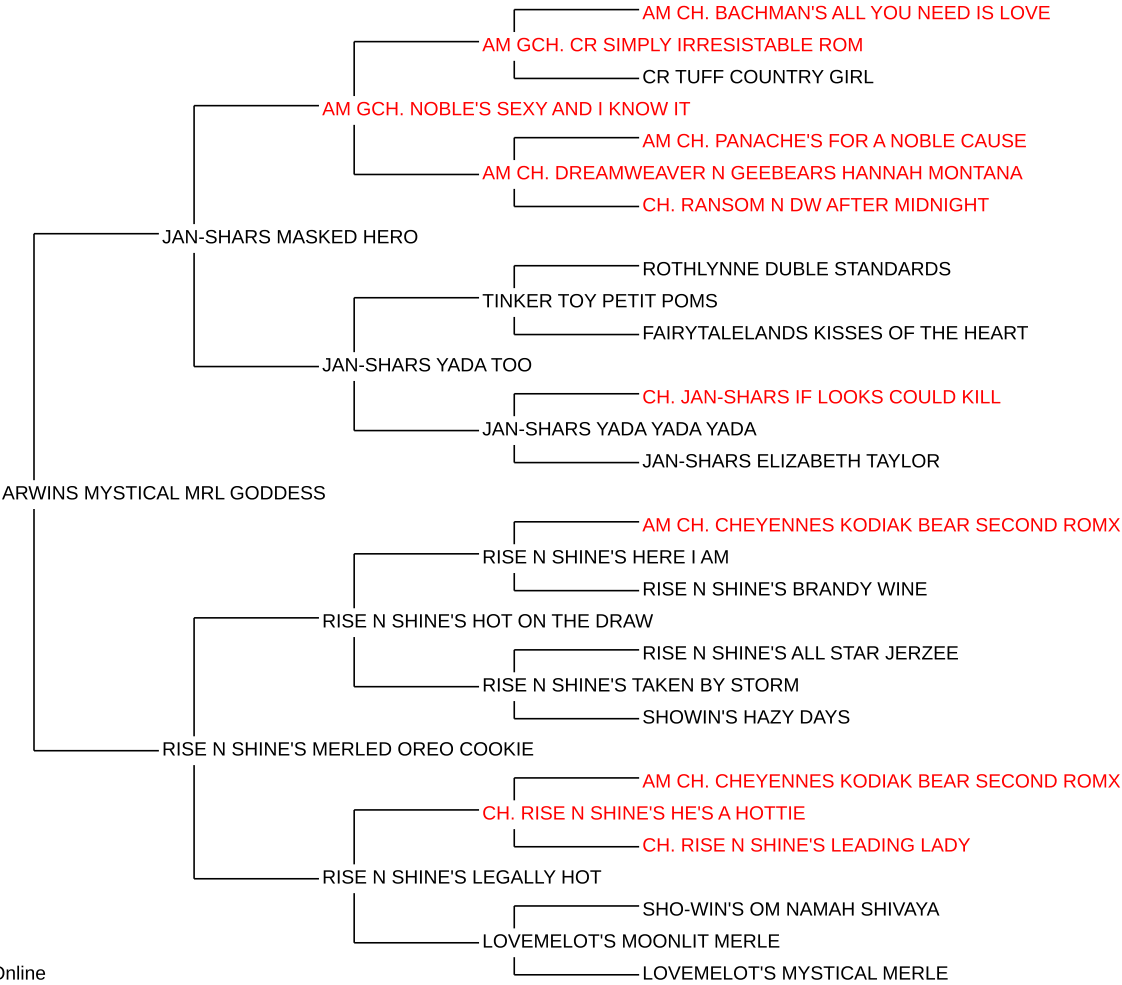 AM CH. BACHMAN'S ALL YOU NEED IS LOVE
AM GCH. CR SIMPLY IRRESISTABLE ROM
CR TUFF COUNTRY GIRL
AM GCH. NOBLE'S SEXY AND I KNOW IT
AM CH. PANACHE'S FOR A NOBLE CAUSE
AM CH. DREAMWEAVER N GEEBEARS HANNAH MONTANA
CH. RANSOM N DW AFTER MIDNIGHT
JAN-SHARS MASKED HERO
ROTHLYNNE DUBLE STANDARDS
TINKER TOY PETIT POMS
FAIRYTALELANDS KISSES OF THE HEART
JAN-SHARS YADA TOO
CH. JAN-SHARS IF LOOKS COULD KILL
JAN-SHARS YADA YADA YADA
JAN-SHARS ELIZABETH TAYLOR
ARWINS MYSTICAL MRL GODDESS
AM CH. CHEYENNES KODIAK BEAR SECOND ROMX
RISE N SHINE'S HERE I AM
RISE N SHINE'S BRANDY WINE
RISE N SHINE'S HOT ON THE DRAW
RISE N SHINE'S ALL STAR JERZEE
RISE N SHINE'S TAKEN BY STORM
SHOWIN'S HAZY DAYS
RISE N SHINE'S MERLED OREO COOKIE
AM CH. CHEYENNES KODIAK BEAR SECOND ROMX
CH. RISE N SHINE'S HE'S A HOTTIE
CH. RISE N SHINE'S LEADING LADY
RISE N SHINE'S LEGALLY HOT
SHO-WIN'S OM NAMAH SHIVAYA
LOVEMELOT'S MOONLIT MERLE
LOVEMELOT'S MYSTICAL MERLE
Online